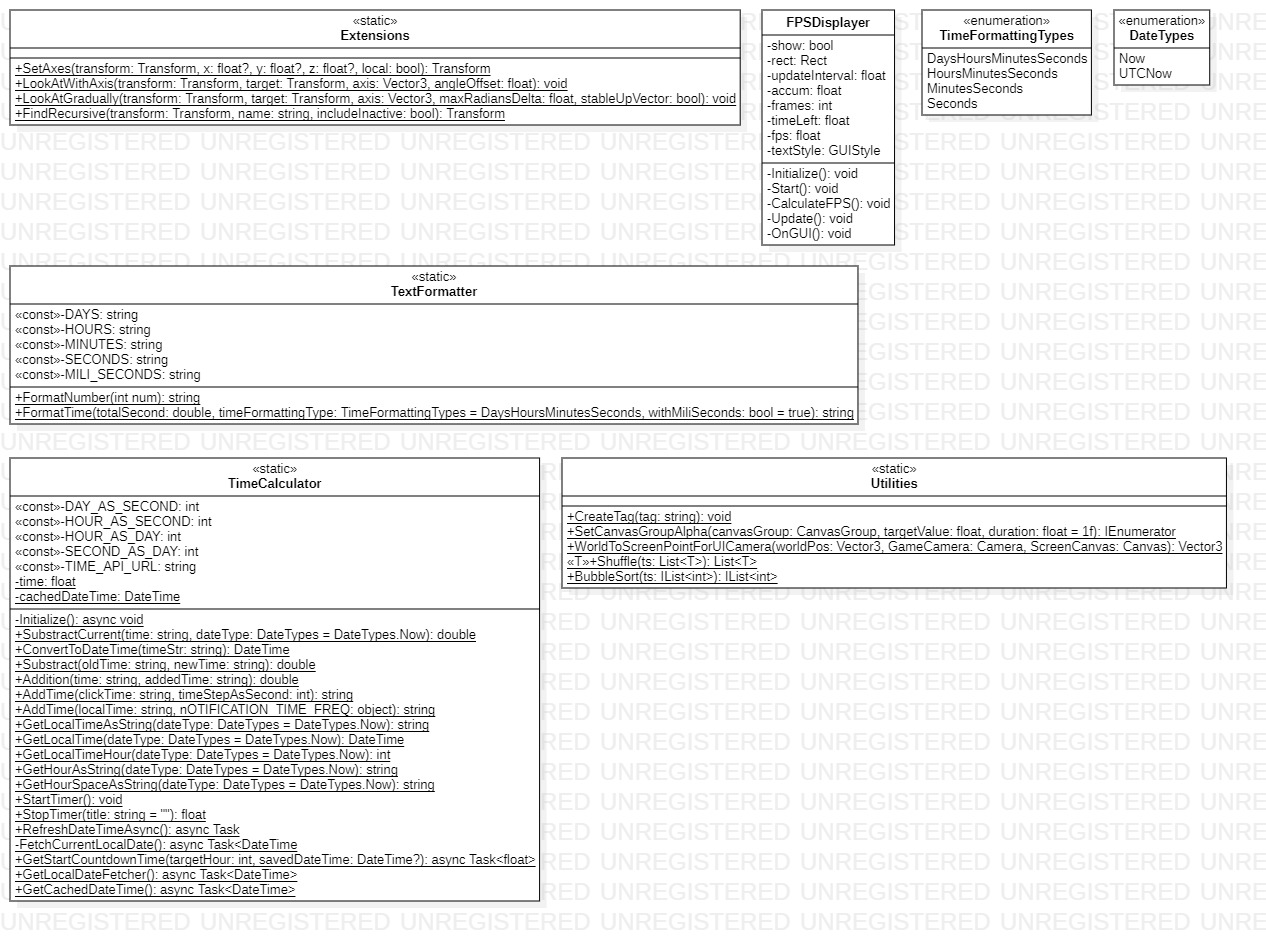 «static»
Extensions
+SetAxes(transform: Transform, x: float?, y: float?, z: float?, local: bool): Transform
+LookAtWithAxis(transform: Transform, target: Transform, axis: Vector3, angleOffset: float): void
+LookAtGradually(transform: Transform, target: Transform, axis: Vector3, maxRadiansDelta: float, stableUpVector: bool): void
+FindRecursive(transform: Transform, name: string, includeInactive: bool): Transform
FPSDisplayer
-show: bool
-rect: Rect
-updateInterval: float
-accum: float
-frames: int
-timeLeft: float
-fps: float
-textStyle: GUIStyle
-Initialize(): void
-Start(): void
-CalculateFPS(): void
-Update(): void
-OnGUI(): void
«enumeration»
TimeFormattingTypes
DaysHoursMinutesSeconds
HoursMinutesSeconds
MinutesSeconds
Seconds
«enumeration»
DateTypes
Now
UTCNow
«static»
TextFormatter
«const»-DAYS: string
«const»-HOURS: string
«const»-MINUTES: string
«const»-SECONDS: string
«const»-MILI_SECONDS: string
+FormatNumber(int num): string
+FormatTime(totalSecond: double, timeFormattingType: TimeFormattingTypes = DaysHoursMinutesSeconds, withMiliSeconds: bool = true): string
«static»
TimeCalculator
«const»-DAY_AS_SECOND: int
«const»-HOUR_AS_SECOND: int
«const»-HOUR_AS_DAY: int
«const»-SECOND_AS_DAY: int
«const»-TIME_API_URL: string
-time: float
-cachedDateTime: DateTime
-Initialize(): async void
+SubstractCurrent(time: string, dateType: DateTypes = DateTypes.Now): double
+ConvertToDateTime(timeStr: string): DateTime
+Substract(oldTime: string, newTime: string): double
+Addition(time: string, addedTime: string): double
+AddTime(clickTime: string, timeStepAsSecond: int): string
+AddTime(localTime: string, nOTIFICATION_TIME_FREQ: object): string
+GetLocalTimeAsString(dateType: DateTypes = DateTypes.Now): string
+GetLocalTime(dateType: DateTypes = DateTypes.Now): DateTime
+GetLocalTimeHour(dateType: DateTypes = DateTypes.Now): int
+GetHourAsString(dateType: DateTypes = DateTypes.Now): string
+GetHourSpaceAsString(dateType: DateTypes = DateTypes.Now): string
+StartTimer(): void
+StopTimer(title: string = ""): float
+RefreshDateTimeAsync(): async Task
-FetchCurrentLocalDate(): async Task<DateTime
+GetStartCountdownTime(targetHour: int, savedDateTime: DateTime?): async Task<float>
+GetLocalDateFetcher(): async Task<DateTime>
+GetCachedDateTime(): async Task<DateTime>
«static»
Utilities
+CreateTag(tag: string): void
+SetCanvasGroupAlpha(canvasGroup: CanvasGroup, targetValue: float, duration: float = 1f): IEnumerator
+WorldToScreenPointForUICamera(worldPos: Vector3, GameCamera: Camera, ScreenCanvas: Canvas): Vector3
«T»+Shuffle(ts: List<T>): List<T>
+BubbleSort(ts: IList<int>): IList<int>